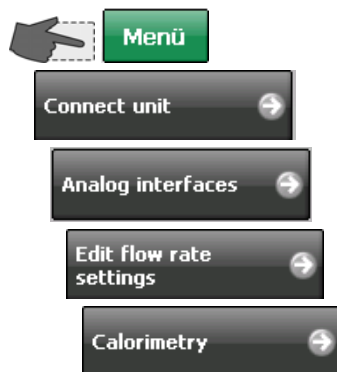 Menü
Connect unit
Analog interfaces
Edit flow rate
settings
Calorimetry